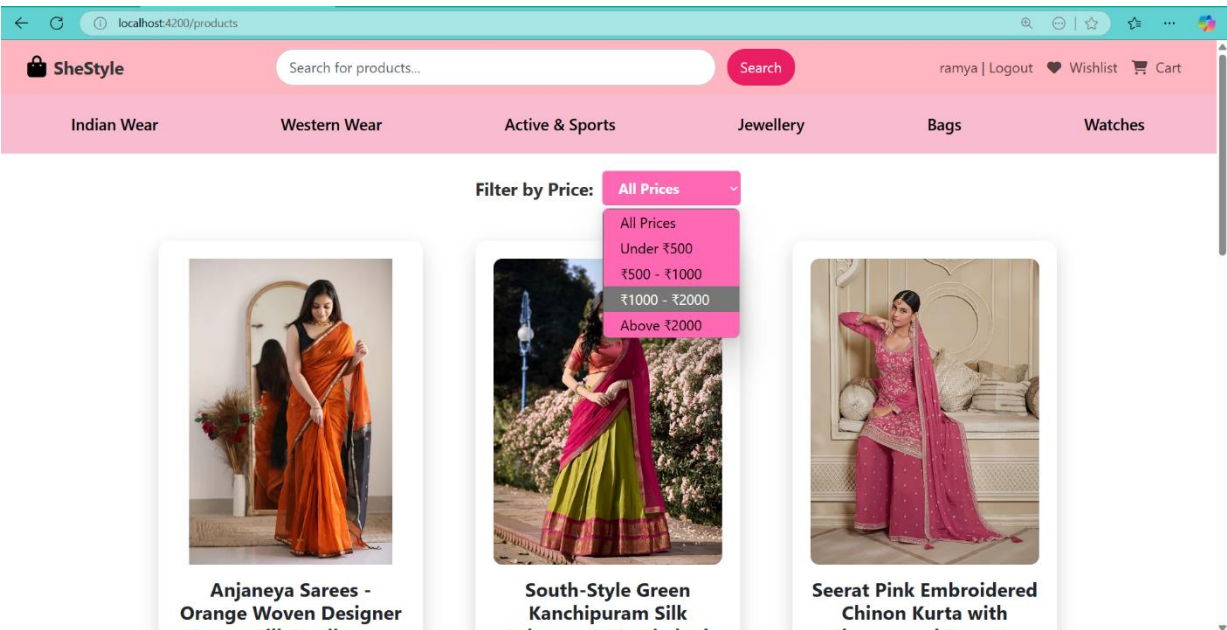 localhost:4200/products
SheStyle
Search for products...
Search
ramya | Logout
Wishlist
Cart
Indian Wear
Western Wear
Active & Sports
Jewellery
Bags
Watches
Filter by Price:
All Prices
All Prices
Under ₹500
₹500 - ₹1000
₹1000 - ₹2000
Above ₹2000
Anjaneya Sarees -
Orange Woven Designer
South-Style Green
Kanchipuram Silk
Seerat Pink Embroidered
Chinon Kurta with